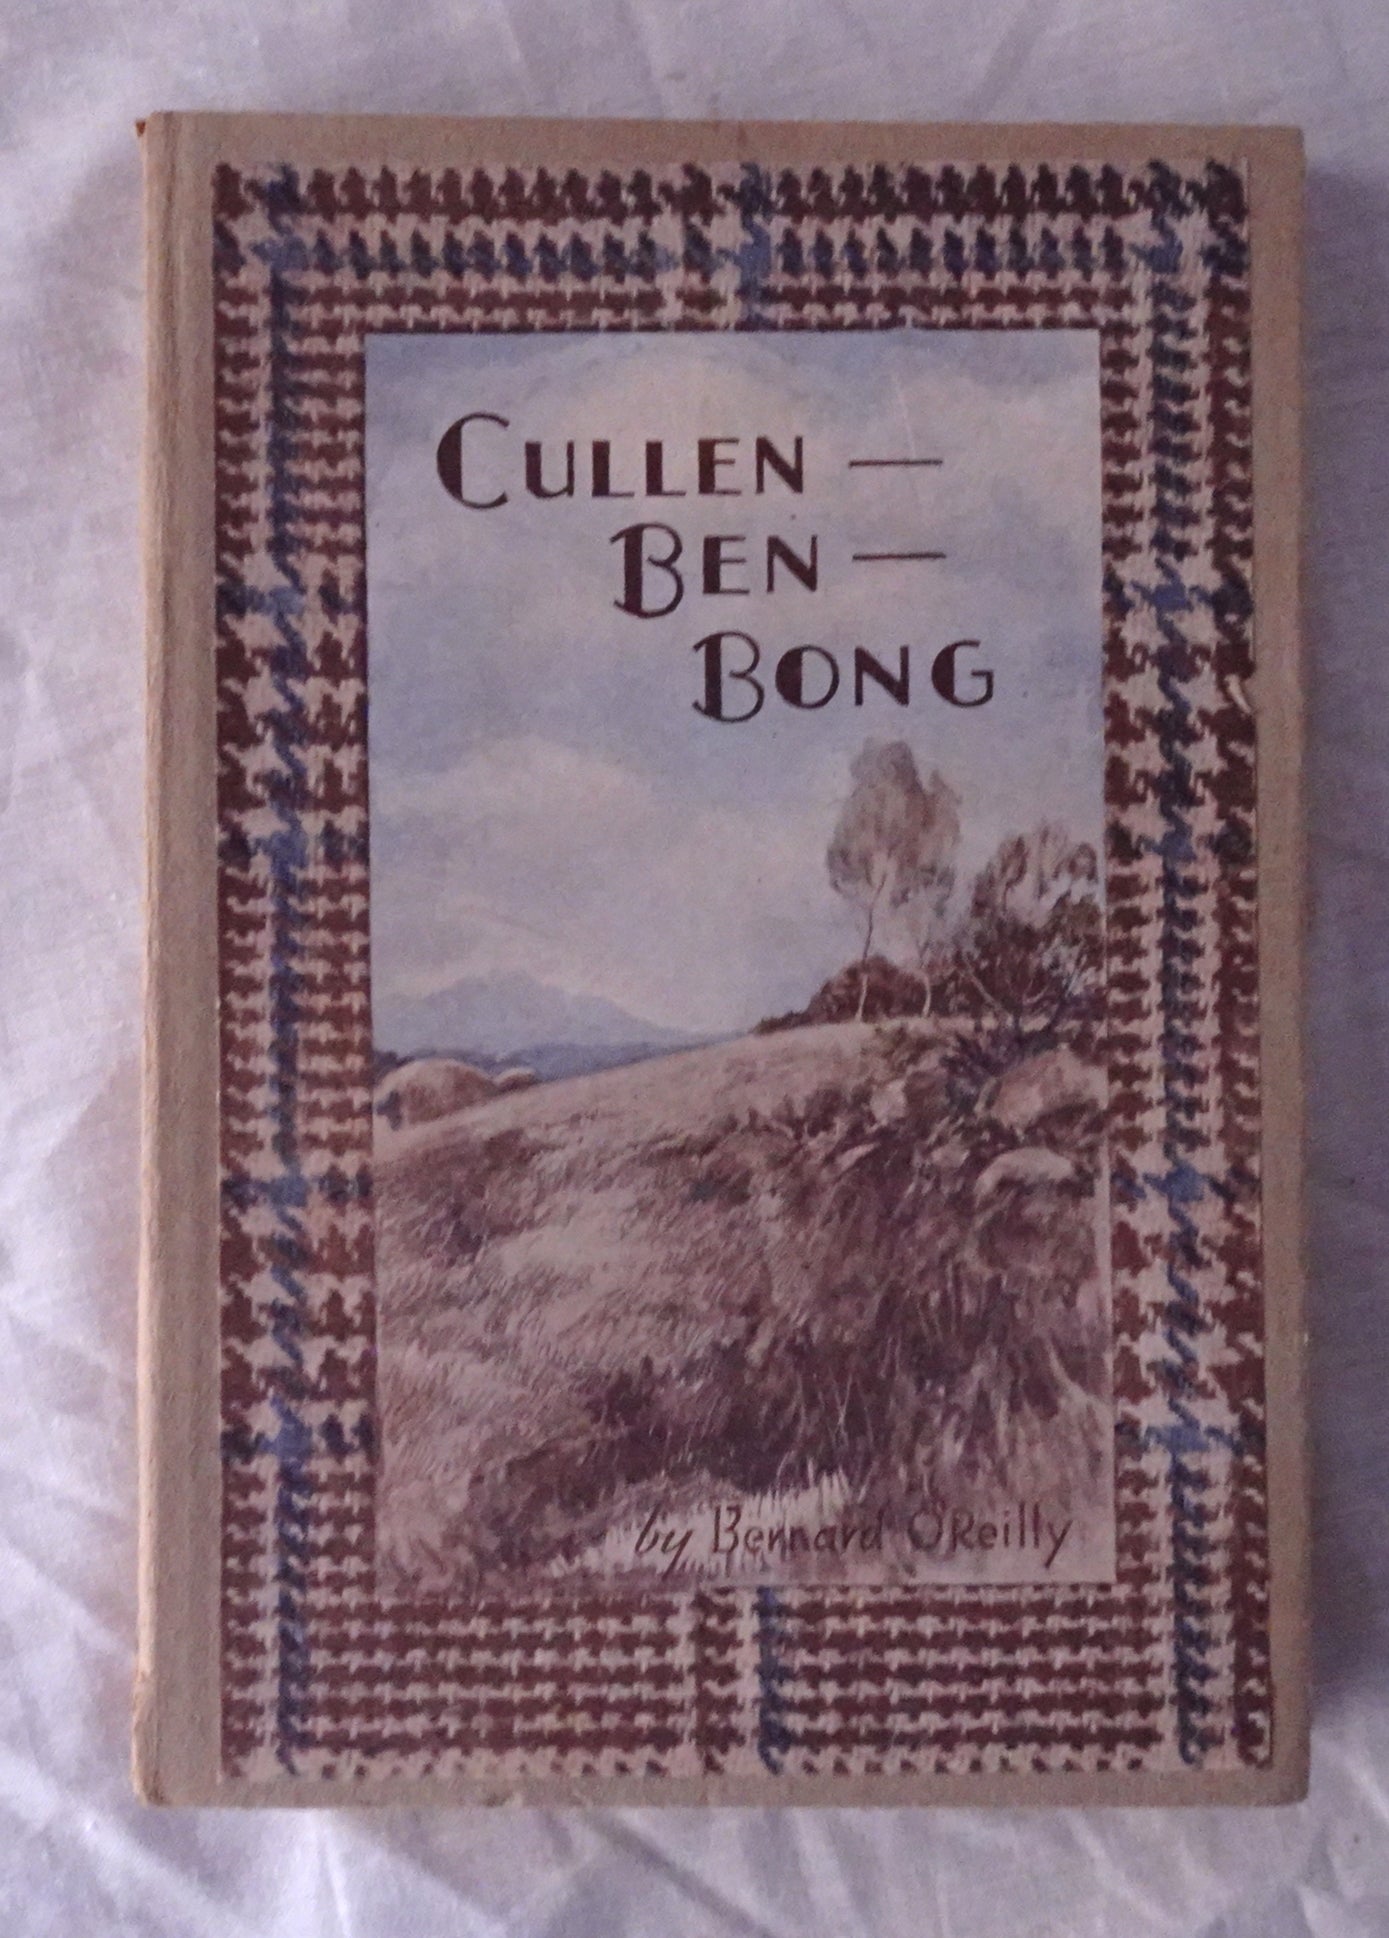 CULLEN —
BEN —
BONG
by Bernard O'Reilly